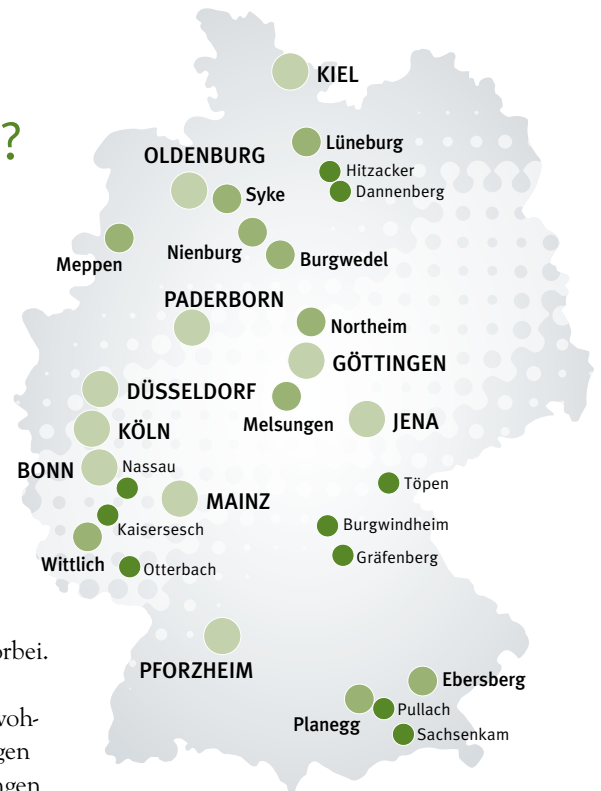 KIEL
?
Lüneburg
OLDENBURG
Hitzacker
Dannenberg
Syke
Nienburg
Burgwedel
Meppen
PADERBORN
Northeim
GÖTTINGEN
DÜSSELDORF
Melsungen
JENA
KÖLN
BONN
Nassau
Töpen
MAINZ
Kaisersesch
Burgwindheim
Wittlich
Otterbach
Gräfenberg
orbei.
PFORZHEIM
Ebersberg
Planegg
Pullach
voh-
Sachsenkam
gen
ngen